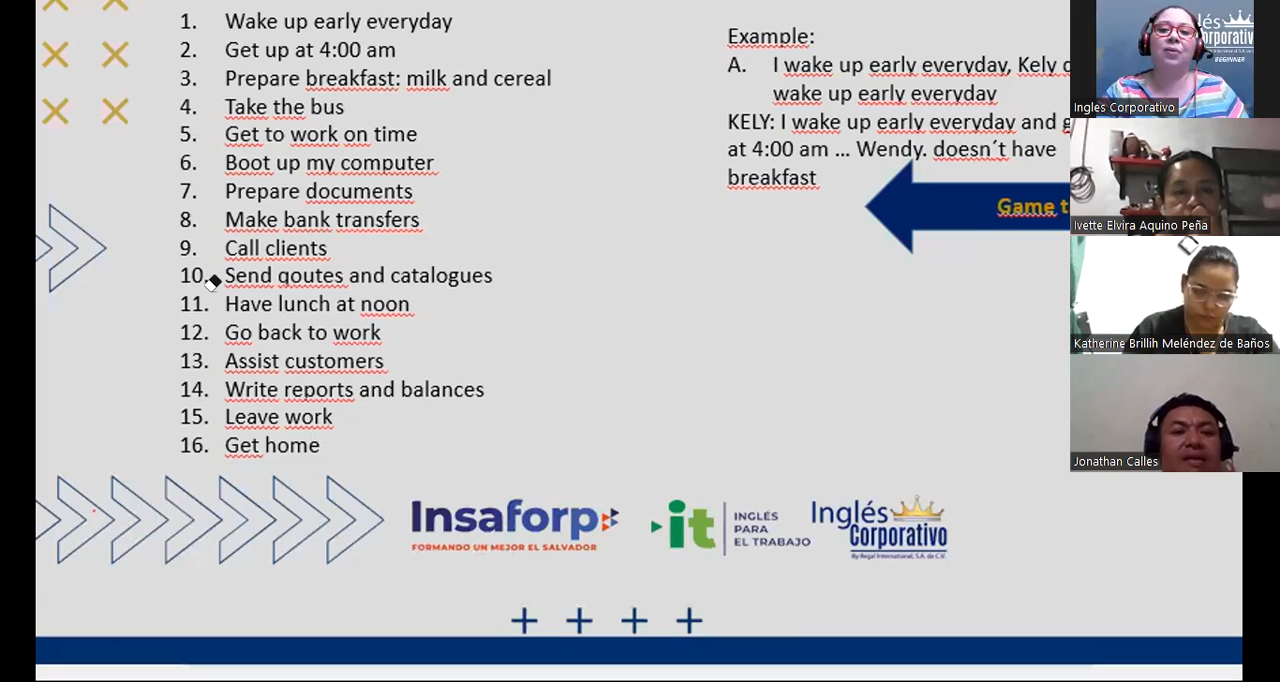 1. Wake up early everyday
2. Get up at 4:00 am
3. Prepare breakfast: milk and cereal
4. Take the bus
5. Get to work on time
6. Boot up my computer
7. Prepare documents
8. Make bank transfers
9. Call clients
10. Send qoutes and catalogues
11. Have lunch at noon
12. Go back to work
13. Assist customers
14. Write reports and balances
15. Leave work
16. Get home
Example:
A. I wake up early everyday, Kely
wake up early everyday
KELY: I wake up early everyday and
at 4:00 am ... Wendy. doesn´t have
breakfast
Game
Insaforp
FORMANDO UN MEJOR EL SALVADOR
it
INGLÉS
PARA
EL TRABAJO
Inglés
Corporativo
By Regal International, S.A. de C.V.
BEGINNER
Ingles Corporativo
Ivette Elvira Aquino Peña
Katherine Brillih Meléndez de Baños
Jonathan Calles